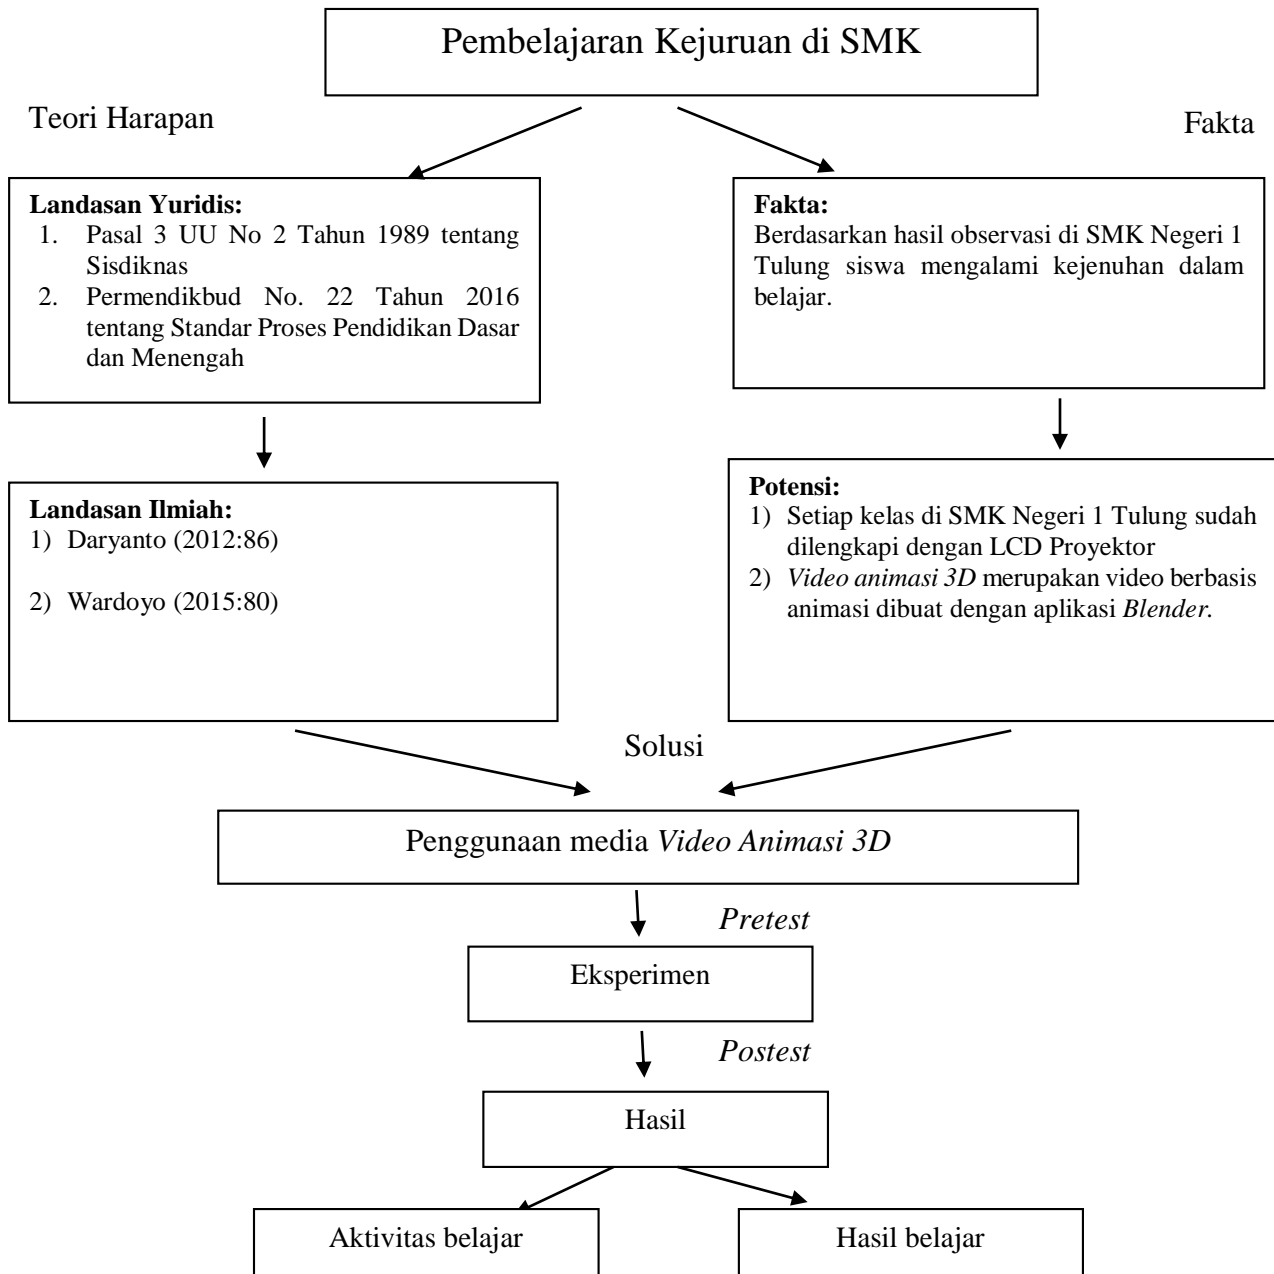 Pembelajaran Kejuruan di SMK
Teori Harapan
Fakta
Landasan Yuridis:
1. Pasal 3 UU No 2 Tahun 1989 tentang
Sisdiknas
2. Permendikbud No. 22 Tahun 2016
tentang Standar Proses Pendidikan Dasar
dan Menengah
Fakta:
Berdasarkan hasil observasi di SMK Negeri 1
Tulung siswa mengalami kejenuhan dalam
belajar.
Landasan Ilmiah:
1) Daryanto (2012:86)
2) Wardoyo (2015:80)
Potensi:
1) Setiap kelas di SMK Negeri 1 Tulung sudah
dilengkapi dengan LCD Proyektor
2) Video animasi 3D merupakan video berbasis
animasi dibuat dengan aplikasi Blender.
Solusi
Penggunaan media Video Animasi 3D
Pretest
Eksperimen
Postest
Hasil
Aktivitas belajar
Hasil belajar